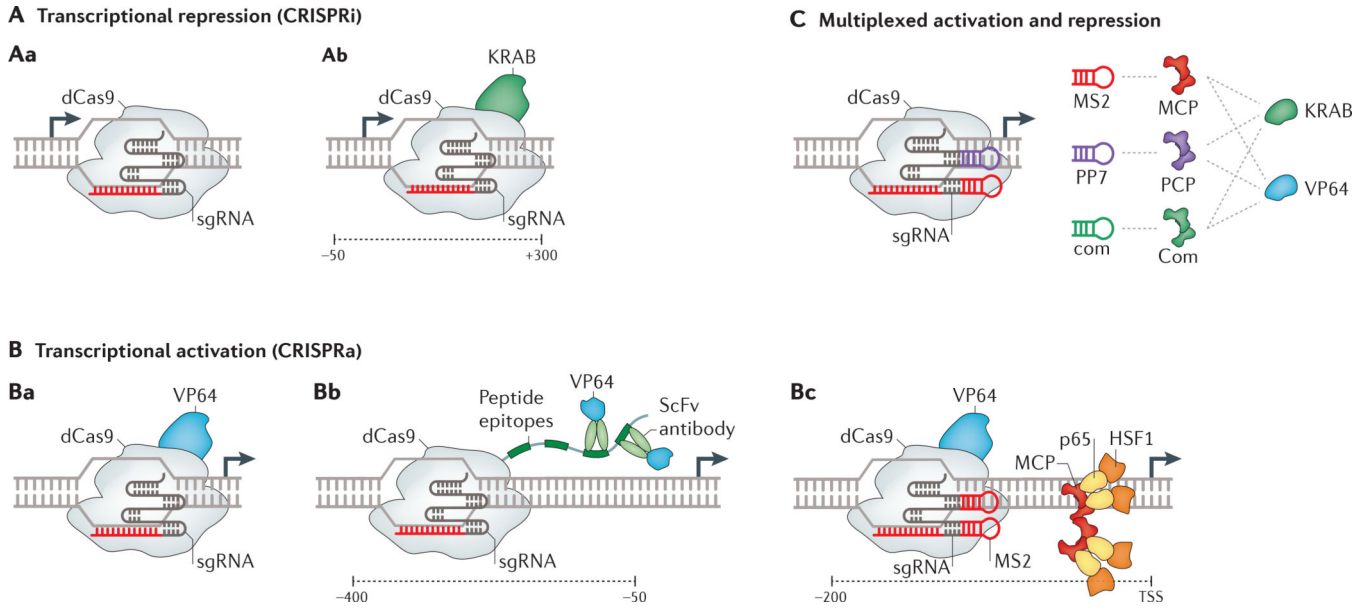 A Transcriptional repression (CRISPRi)
Aa
dCas9
sgRNA
Ab
KRAB
dCas9
sgRNA
–50
+300
C Multiplexed activation and repression
dCas9
sgRNA
MS2
MCP
PP7
PCP
com
Com
KRAB
VP64
B Transcriptional activation (CRISPRa)
Ba
VP64
dCas9
sgRNA
Bb
dCas9
Peptide
epitopes
VP64
ScFv
antibody
sgRNA
–400
–50
Bc
VP64
dCas9
sgRNA
MS2
MCP
p65
HSF1
–200
TSS